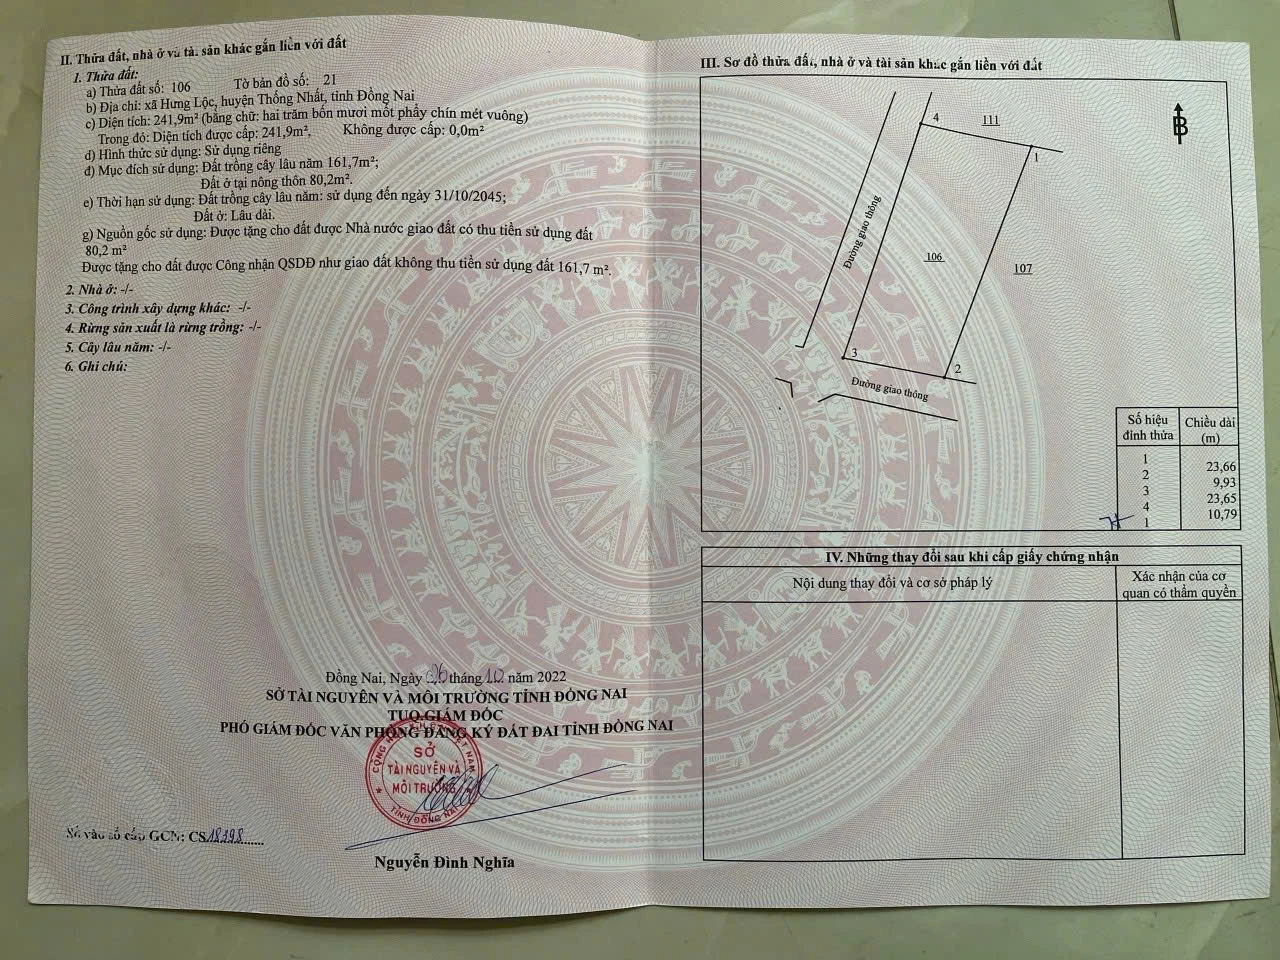 II. Thửa đất, nhà ở và tài sản khác gắn liền với đất
1. Thửa đất:
a) Thửa đất số: 106 Tờ bản đồ số: 21
b) Địa chỉ: xã Hưng Lộc, huyện Thống Nhất, tỉnh Đồng Nai
c) Diện tích: 241,9m² (bằng chữ: hai trăm bốn mươi mốt phẩy chín mét vuông)
Trong đó: Diện tích được cấp: 241,9m², Không được cấp: 0,0m²
d) Hình thức sử dụng: Sử dụng riêng
đ) Mục đích sử dụng: Đất trồng cây lâu năm 161,7m²;
Đất ở tại nông thôn 80,2m².
e) Thời hạn sử dụng: Đất trồng cây lâu năm: sử dụng đến ngày 31/10/2045;
Đất ở: Lâu dài.
g) Nguồn gốc sử dụng: Được tặng cho đất được Nhà nước giao đất có thu tiền sử dụng đất
80,2 m²
Được tặng cho đất được Công nhận QSDĐ như giao đất không thu tiền sử dụng đất 161,7 m².
2. Nhà ở: -/-
3. Công trình xây dựng khác: -/-
4. Rừng sản xuất là rừng trồng: -/-
5. Cây lâu năm: -/-
6. Ghi chú:
Đồng Nai, Ngày 26 tháng 10 năm 2022
SỞ TÀI NGUYÊN VÀ MÔI TRƯỜNG TỈNH ĐỒNG NAI
TUQ.GIÁM ĐỐC
PHÓ GIÁM ĐỐC VĂN PHÒNG ĐĂNG KÝ ĐẤT ĐAI TỈNH ĐỒNG NAI
SỞ
TÀI NGUYÊN VÀ
MÔI TRƯỜNG
TỈNH ĐỒNG NAI
Số vào sổ cấp GCN: CS18398
Nguyễn Đình Nghĩa
III. Sơ đồ thửa đất, nhà ở và tài sản khác gắn liền với đất
4
111
1
B
Đường giao thông
106
107
3
2
Đường giao thông
Số hiệu đỉnh thửa Chiều dài (m)
1
23,66
2
9,93
3
23,65
4
10,79
1
IV. Những thay đổi sau khi cấp giấy chứng nhận
Nội dung thay đổi và cơ sở pháp lý
Xác nhận của cơ
quan có thẩm quyền